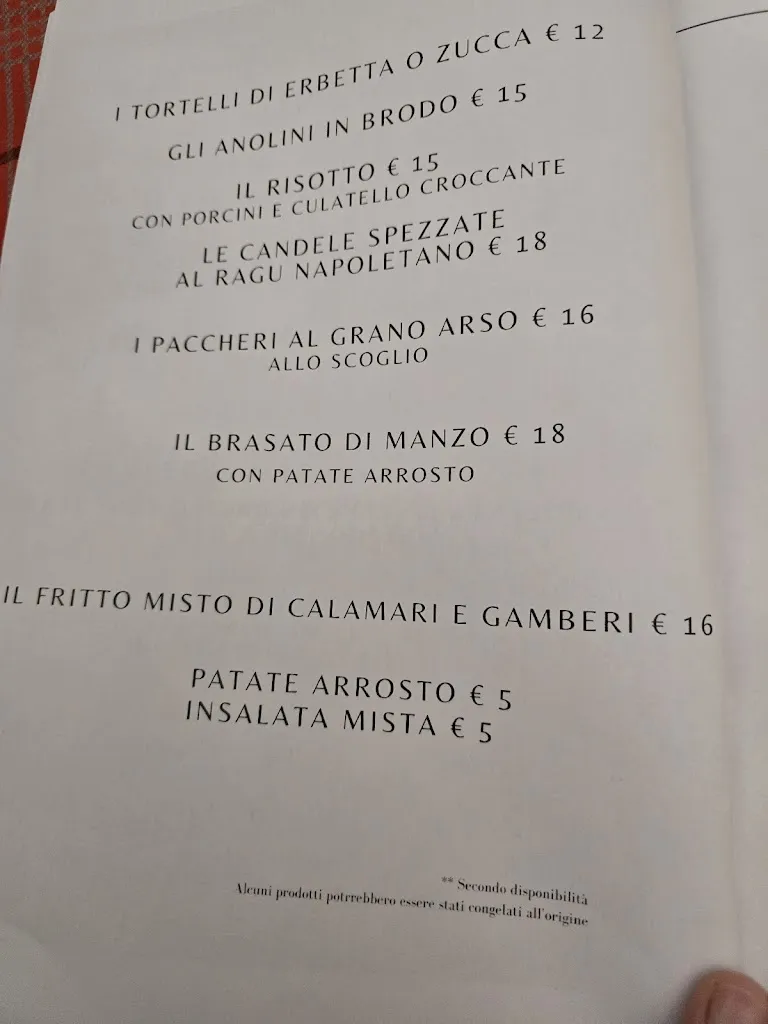 I TORTELLI DI ERBETTA O ZUCCA € 12
GLI ANOLINI IN BRODO € 15
IL RISOTTO € 15
CON PORCINI E CULATELLO CROCCANTE
LE CANDELE SPEZZATE
AL RAGU NAPOLETANO € 18
I PACCHERI AL GRANO ARSO € 16
ALLO SCOGLIO
IL BRASATO DI MANZO € 18
CON PATATE ARROSTO
IL FRITTO MISTO DI CALAMARI E GAMBERI € 16
PATATE ARROSTO € 5
INSALATA MISTA € 5
** Secondo disponibilità
Alcuni prodotti potrrebbero essere stati congelati all'origine